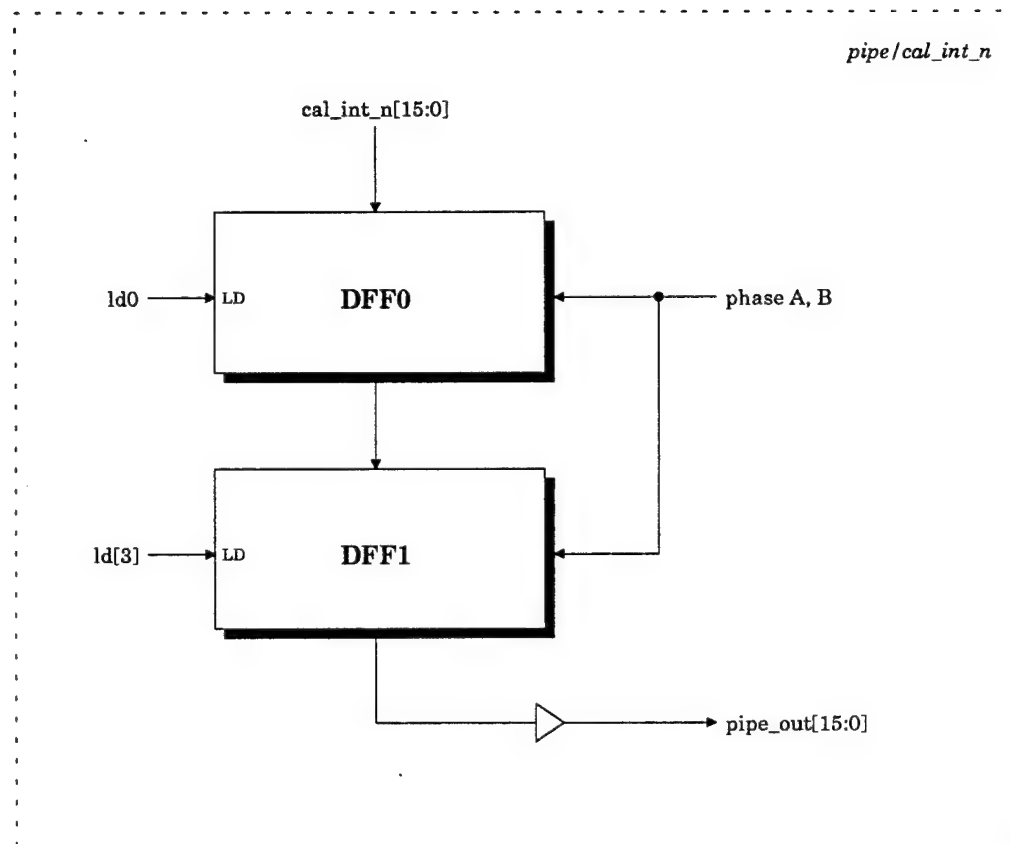 pipe/cal_int_n
cal_int_n[15:0]
ld0
LD
DFF0
phase A, B
ld[3]
LD
DFF1
pipe_out[15:0]